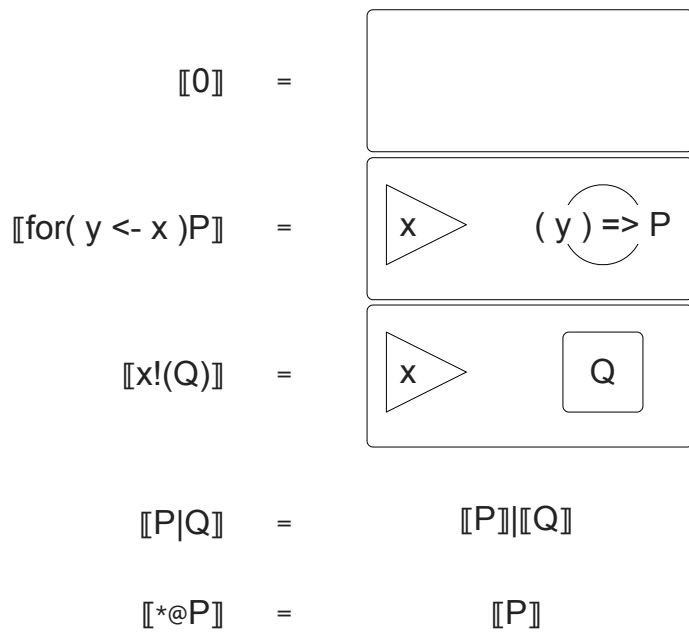 ⟦0⟧ =
⟦for( y <- x )P⟧ = x ( y ) => P
⟦x!(Q)⟧ = x Q
⟦P|Q⟧ = ⟦P⟧|⟦Q⟧
⟦*@P⟧ = ⟦P⟧